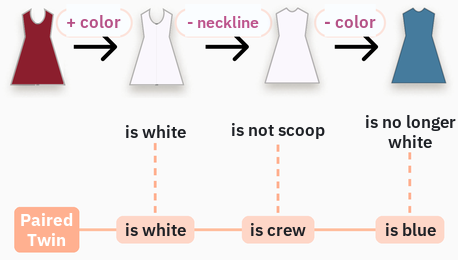 + color
- neckline
- color
is white
is not scoop
is no longer
white
Paired
Twin
is white
is crew
is blue